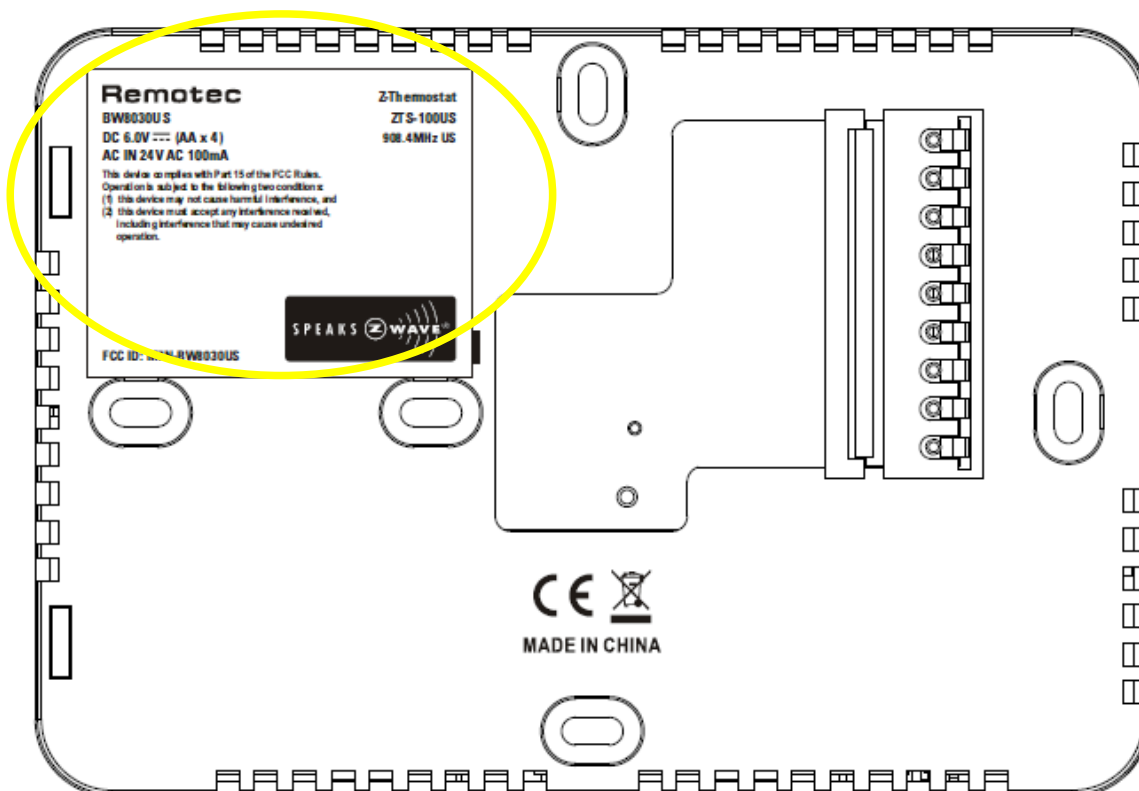 Remotec
Z-Thermostat
BW8030US
ZTS-100US
DC 6.0V (AA x 4)
908.4MHz US
AC IN 24V AC 100mA
This device complies with Part 15 of the FCC Rules.
Operation is subject to the following two conditions:
(1) this device may not cause harmful interference, and
(2) this device must accept any interference received,
including interference that may cause undesired
operation.
SPEAKS Z WAVE®
FCC ID: -BW8030US
CE
MADE IN CHINA